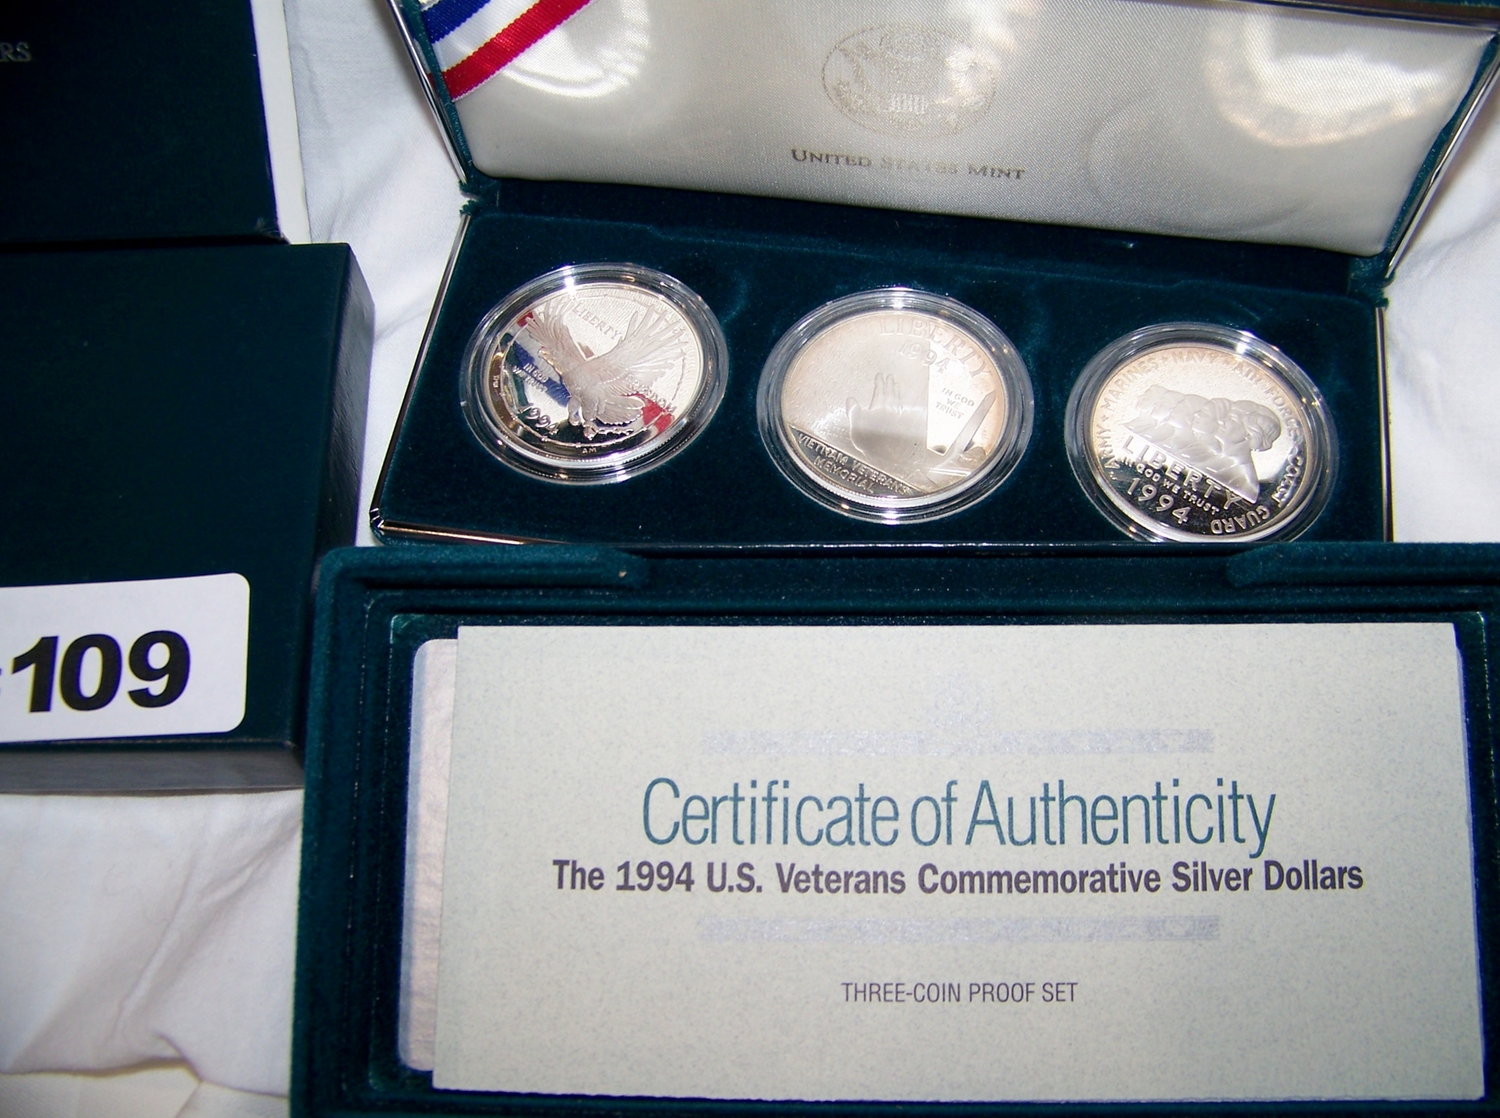 RS
109
UNITED STATES MINT
LIBERTY
IN GOD
WE TRUST
1994
LIBERTY
1994
IN GOD
WE
TRUST
VIETNAM VETERANS
MEMORIAL
ARMY • MARINES • NAVY • AIR FORCE • COAST GUARD
LIBERTY
IN GOD WE TRUST
1994
Certificate of Authenticity
The 1994 U.S. Veterans Commemorative Silver Dollars
THREE-COIN PROOF SET